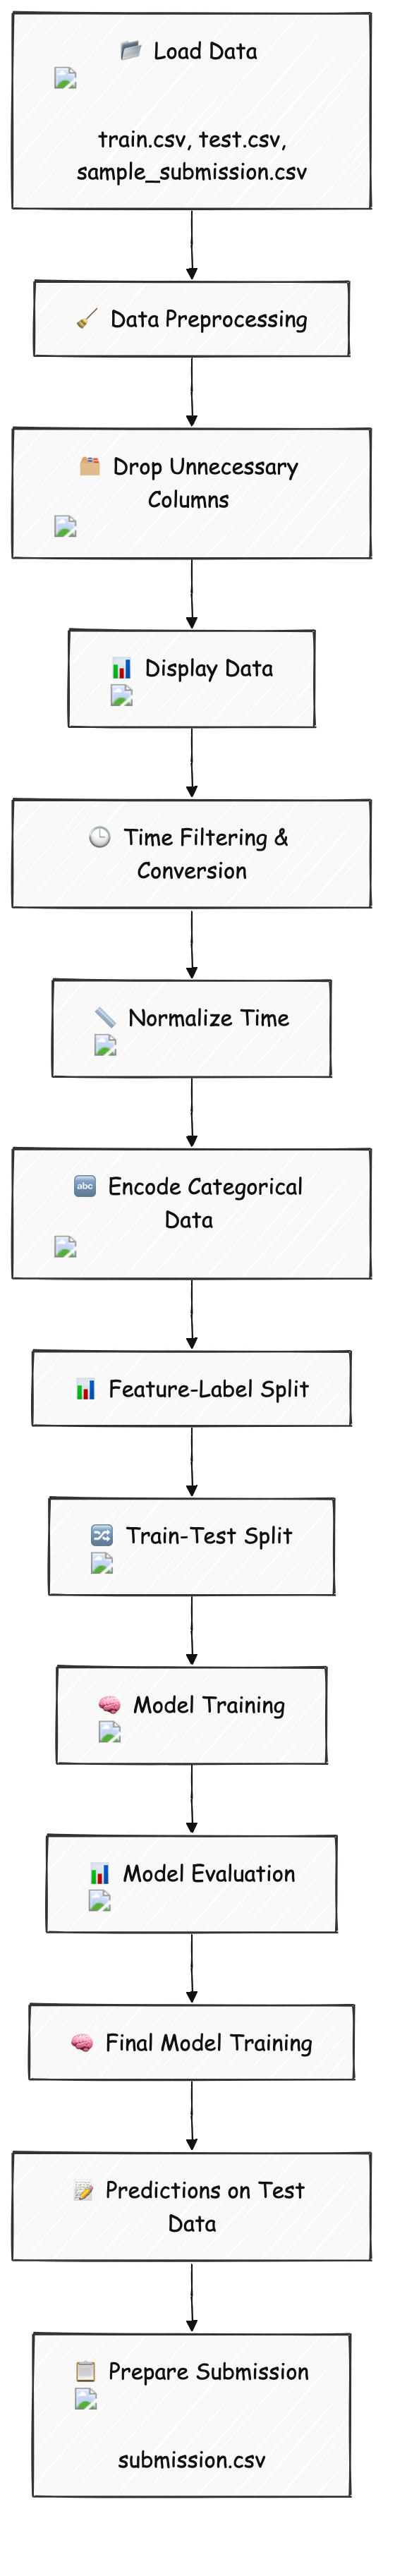 Load Data
train.csv, test.csv,
sample_submission.csv
Data Preprocessing
Drop Unnecessary
Columns
Display Data
Time Filtering &
Conversion
Normalize Time
abc Encode Categorical
Data
Feature-Label Split
Train-Test Split
Model Training
Model Evaluation
Final Model Training
Predictions on Test
Data
Prepare Submission
submission.csv